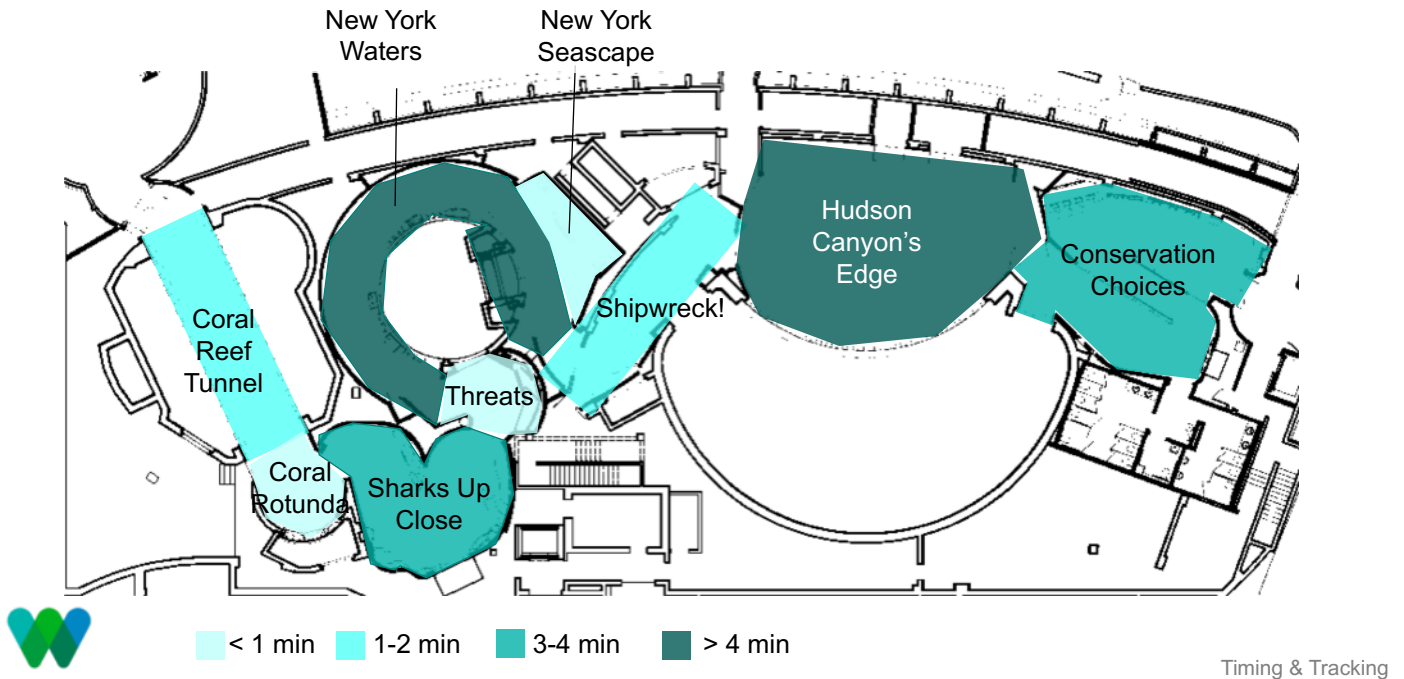 New York
Waters
New York
Seascape
Hudson
Canyon's
Edge
Conservation
Choices
Shipwreck!
Coral
Reef
Tunnel
Threats
Coral
Rotunda
Sharks Up
Close
< 1 min
1-2 min
3-4 min
> 4 min
Timing & Tracking